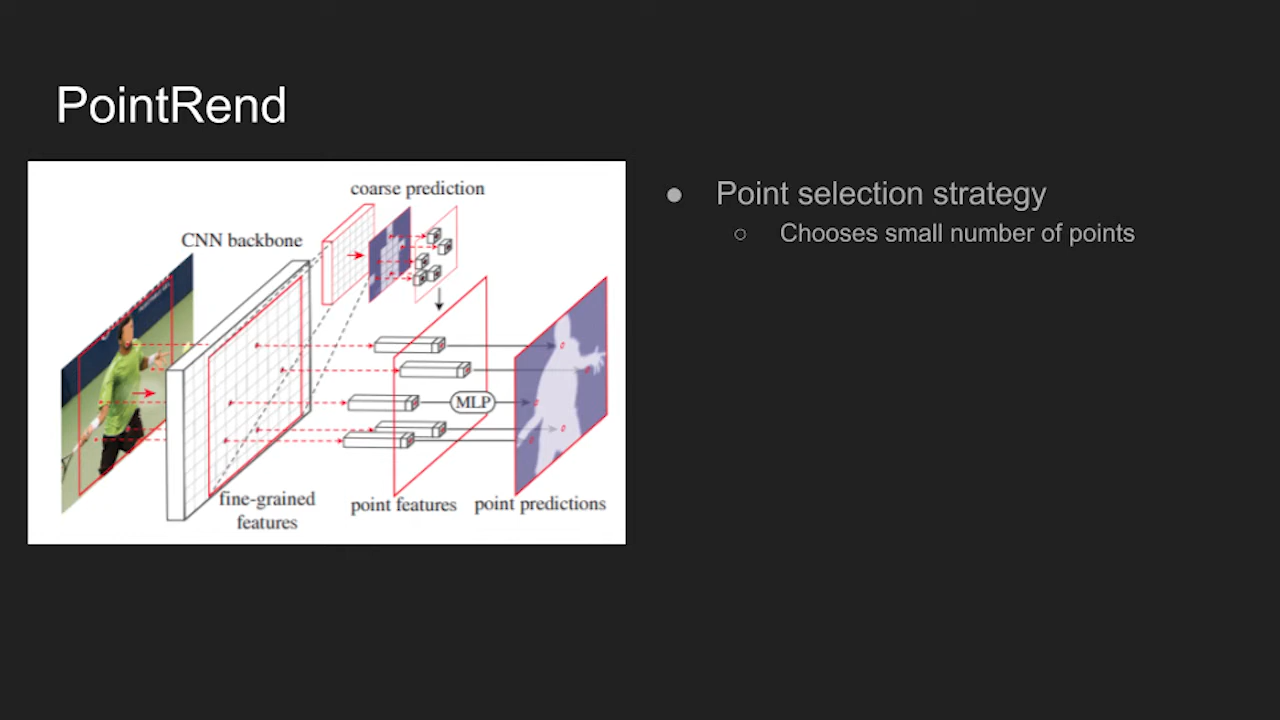 PointRend
coarse prediction
CNN backbone
MLP
fine-grained
features
point features
point predictions
● Point selection strategy
○ Chooses small number of points